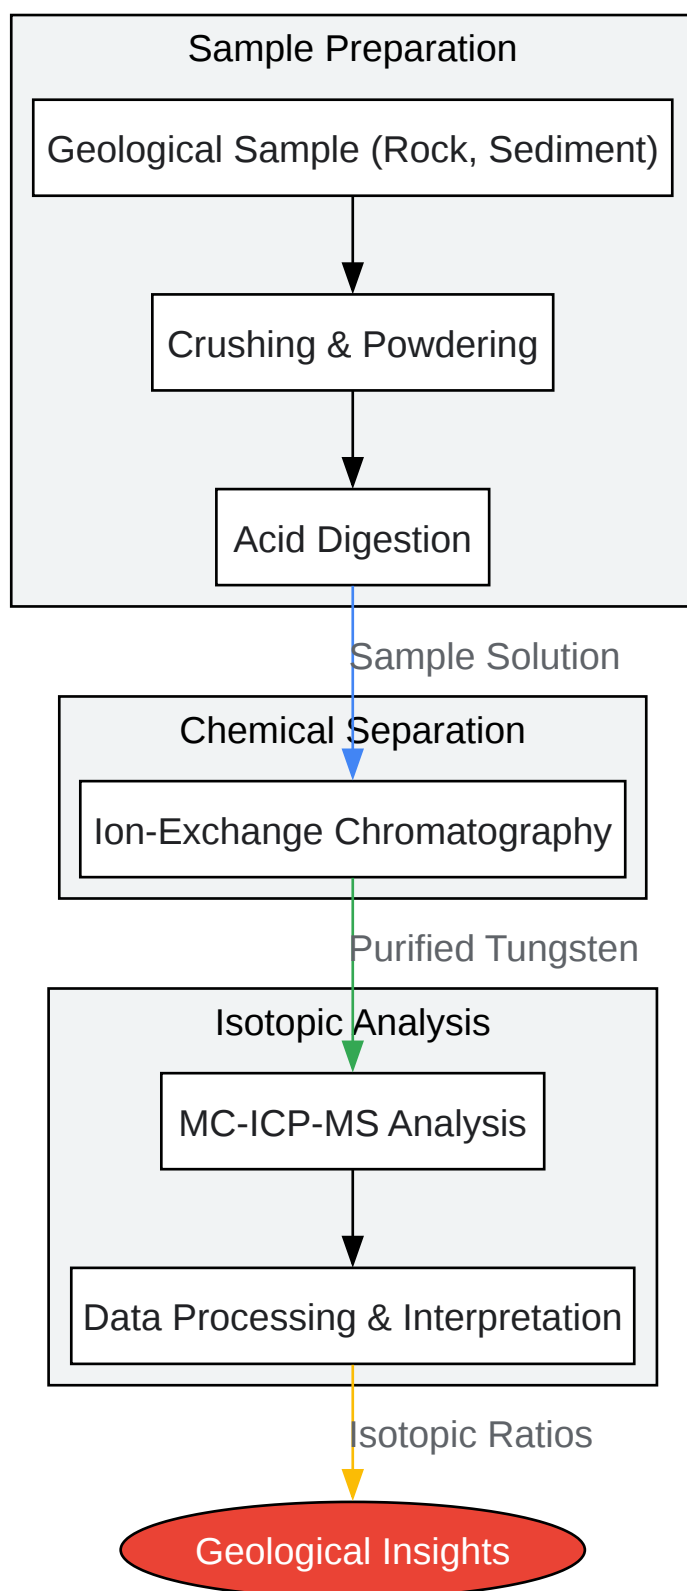 Sample Preparation
Geological Sample (Rock, Sediment)
Crushing & Powdering
Acid Digestion
Sample Solution
Chemical Separation
Ion-Exchange Chromatography
Purified Tungsten
Isotopic Analysis
MC-ICP-MS Analysis
Data Processing & Interpretation
Isotopic Ratios
Geological Insights